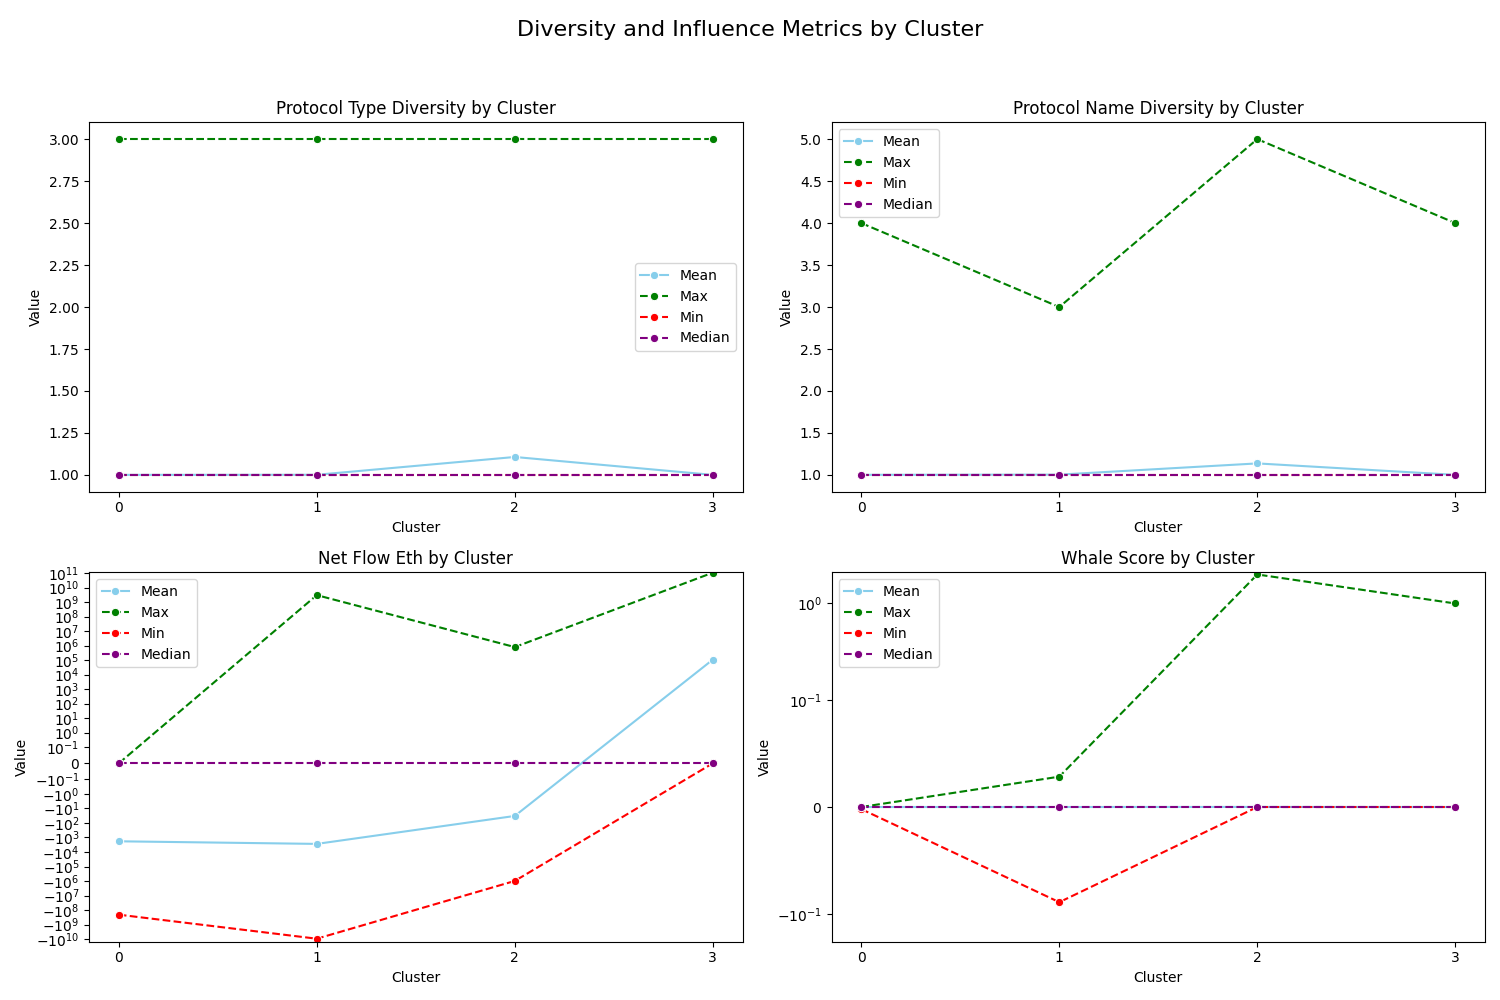 Diversity and Influence Metrics by Cluster
Protocol Type Diversity by Cluster
Value
3.00
2.75
2.50
2.25
2.00
1.75
1.50
1.25
1.00
Mean
Max
Min
Median
0 1 2 3
Cluster
Protocol Name Diversity by Cluster
Value
5.0
4.5
4.0
3.5
3.0
2.5
2.0
1.5
1.0
Mean
Max
Min
Median
0 1 2 3
Cluster
Net Flow Eth by Cluster
Value
10¹¹
10¹⁰
10⁹
10⁸
10⁷
10⁶
10⁵
10⁴
10³
10²
10¹
10⁰
10⁻¹
0
−10⁻¹
−10⁰
−10¹
−10²
−10³
−10⁴
−10⁵
−10⁶
−10⁷
−10⁸
−10⁹
−10¹⁰
Mean
Max
Min
Median
0 1 2 3
Cluster
Whale Score by Cluster
Value
10⁰
10⁻¹
0
−10⁻¹
Mean
Max
Min
Median
0 1 2 3
Cluster